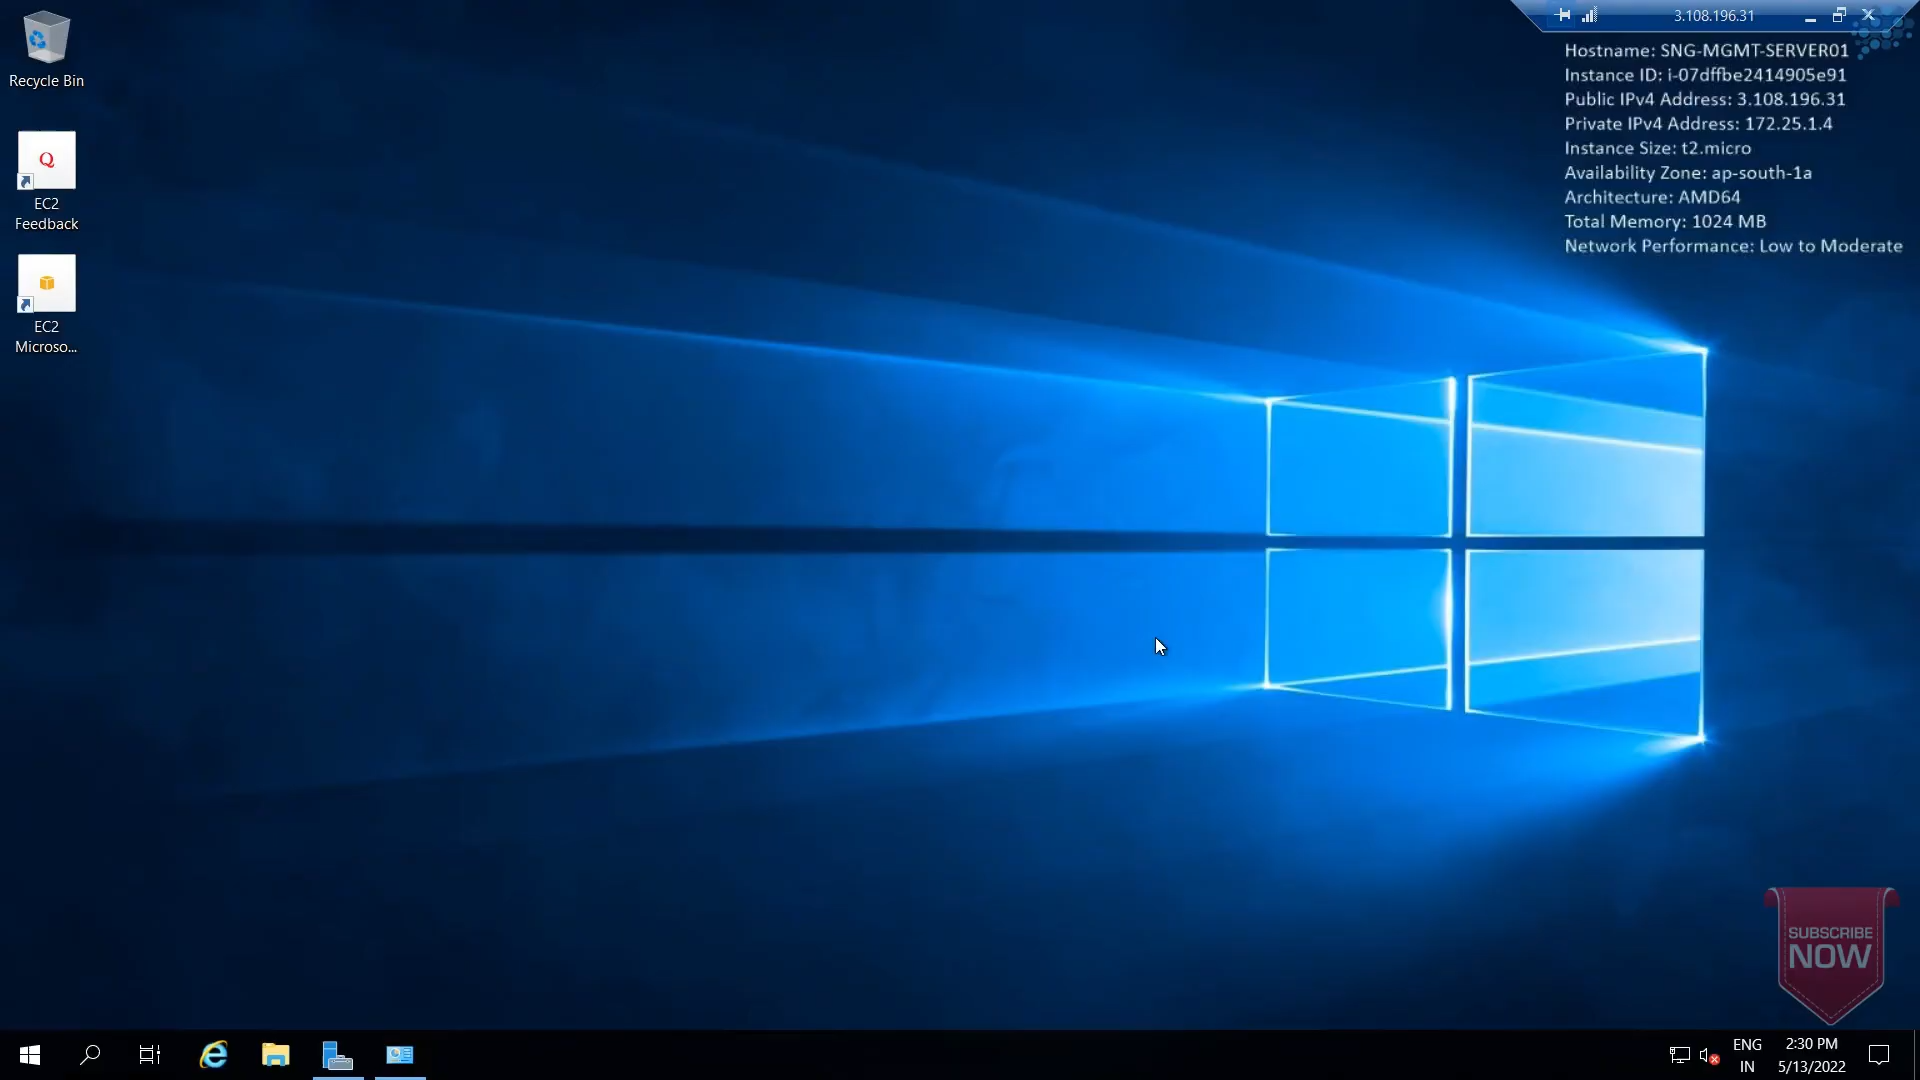 Recycle Bin
Q
EC2
Feedback
EC2
Microso...
3.108.196.31
Hostname: SNG-MGMT-SERVER01
Instance ID: i-07dffbe2414905e91
Public IPv4 Address: 3.108.196.31
Private IPv4 Address: 172.25.1.4
Instance Size: t2.micro
Availability Zone: ap-south-1a
Architecture: AMD64
Total Memory: 1024 MB
Network Performance: Low to Moderate
SUBSCRIBE
NOW
ENG
IN
2:30 PM
5/13/2022